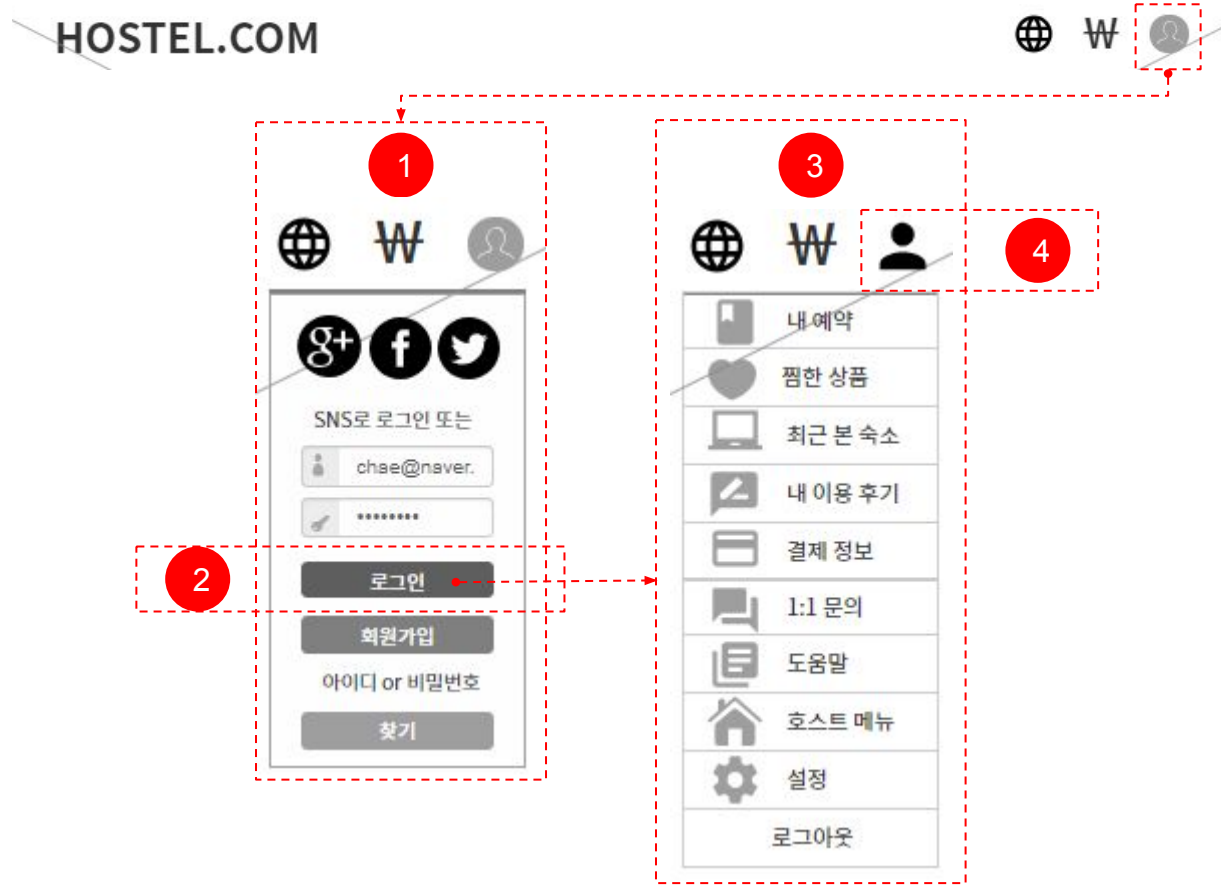 HOSTEL.COM
₩
1
₩
SNS로 로그인 또는
chae@naver.
********
2
로그인
회원가입
아이디 or 비밀번호
찾기
3
₩
4
내 예약
찜한 상품
최근 본 숙소
내 이용 후기
결제 정보
1:1 문의
도움말
호스트 메뉴
설정
로그아웃